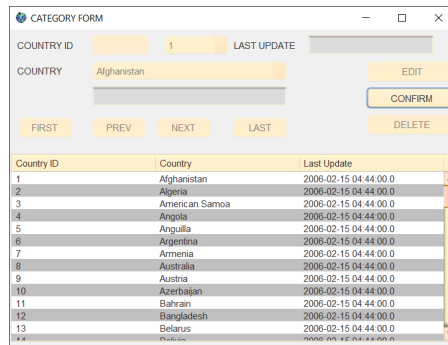 CATEGORY FORM
COUNTRY ID 1 LAST UPDATE
COUNTRY Afghanistan EDIT
CONFIRM
FIRST PREV NEXT LAST DELETE
Country ID Country Last Update
1 Afghanistan 2006-02-15 04:44:00.0
2 Algeria 2006-02-15 04:44:00.0
3 American Samoa 2006-02-15 04:44:00.0
4 Angola 2006-02-15 04:44:00.0
5 Anguilla 2006-02-15 04:44:00.0
6 Argentina 2006-02-15 04:44:00.0
7 Armenia 2006-02-15 04:44:00.0
8 Australia 2006-02-15 04:44:00.0
9 Austria 2006-02-15 04:44:00.0
10 Azerbaijan 2006-02-15 04:44:00.0
11 Bahrain 2006-02-15 04:44:00.0
12 Bangladesh 2006-02-15 04:44:00.0
13 Belarus 2006-02-15 04:44:00.0